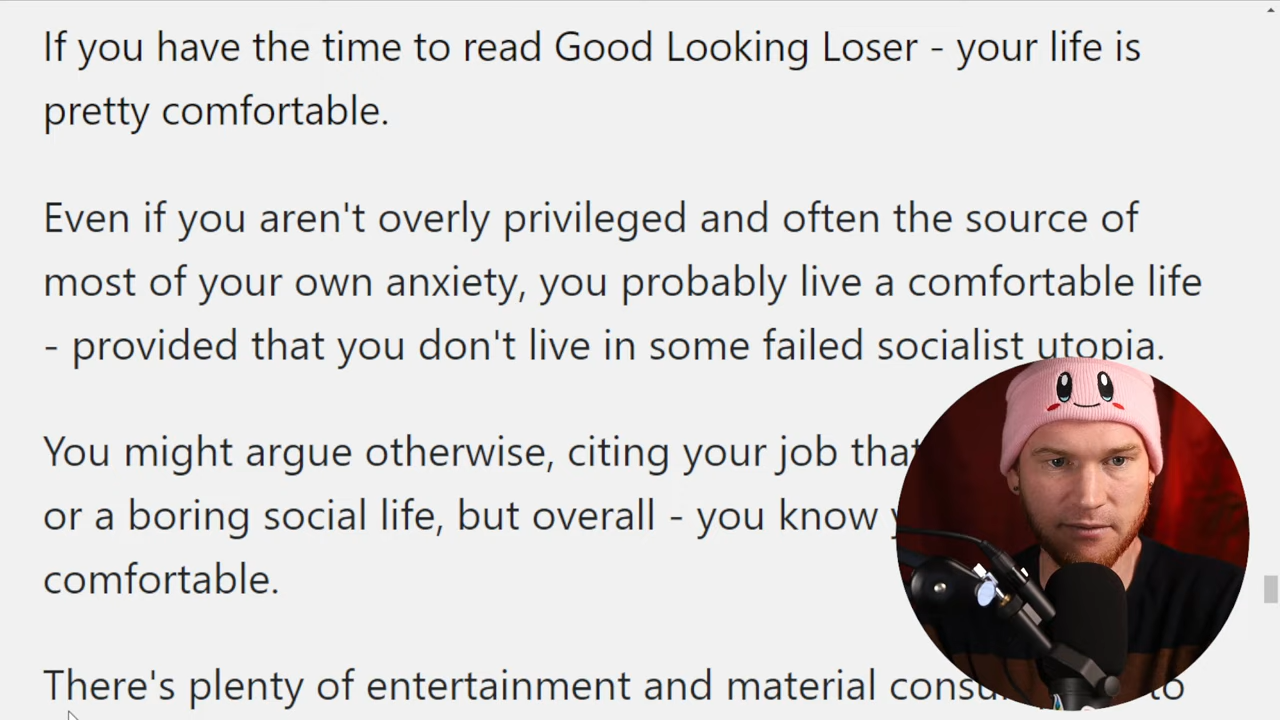 If you have the time to read Good Looking Loser - your life is
pretty comfortable.
Even if you aren't overly privileged and often the source of
most of your own anxiety, you probably live a comfortable life
- provided that you don't live in some failed socialist utopia.
You might argue otherwise, citing your job that
or a boring social life, but overall - you know
comfortable.
There's plenty of entertainment and material to